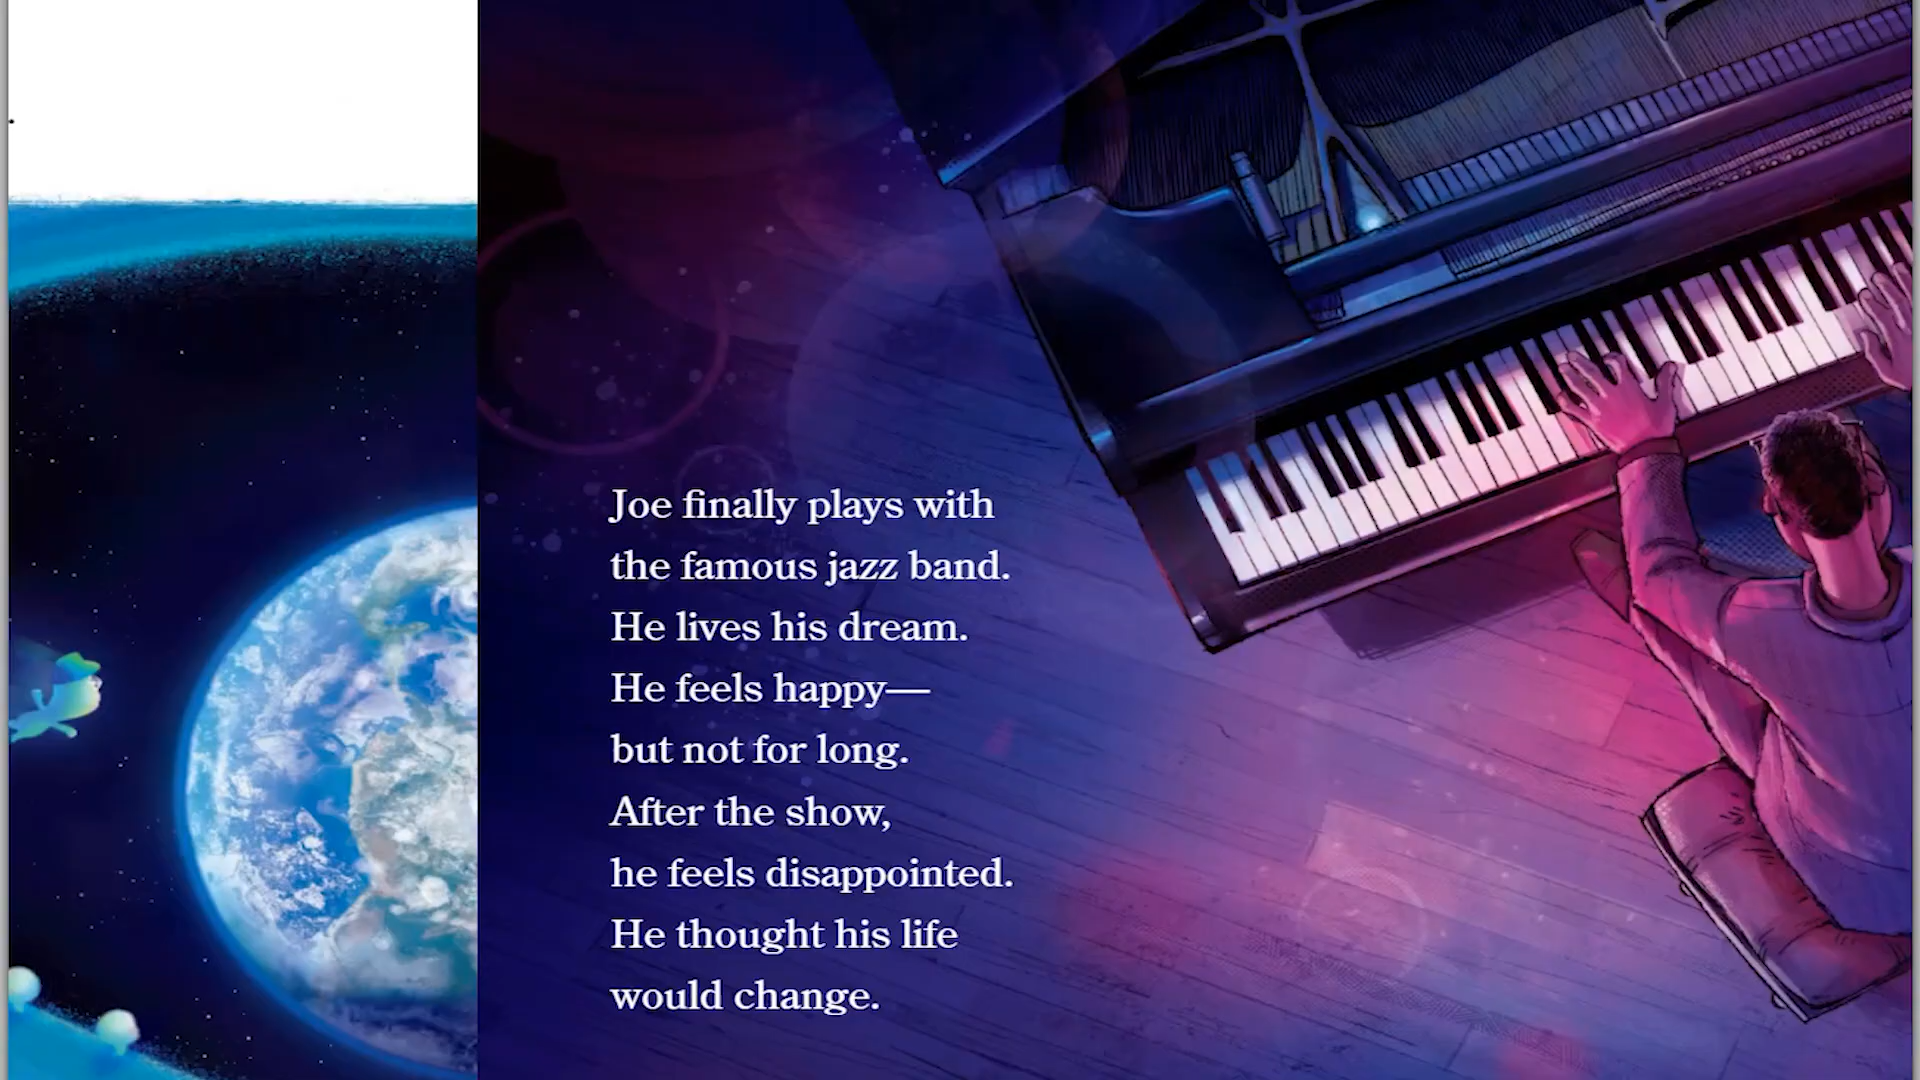 Joe finally plays with
the famous jazz band.
He lives his dream.
He feels happy—
but not for long.
After the show,
he feels disappointed.
He thought his life
would change.